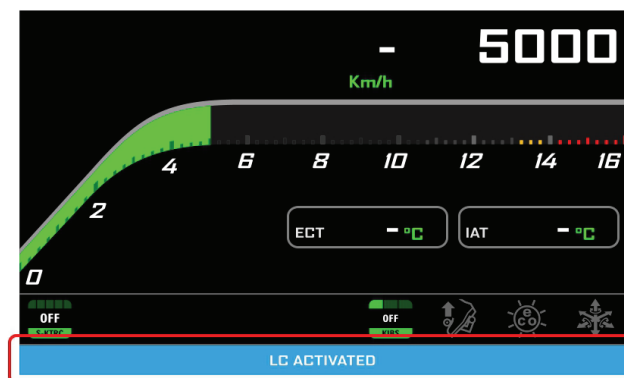 - 5000
Km/h
0 2 4 6 8 10 12 14 16
ECT - °C IAT - °C
OFF OFF
S-KTRC KIBS
eco
LC ACTIVATED